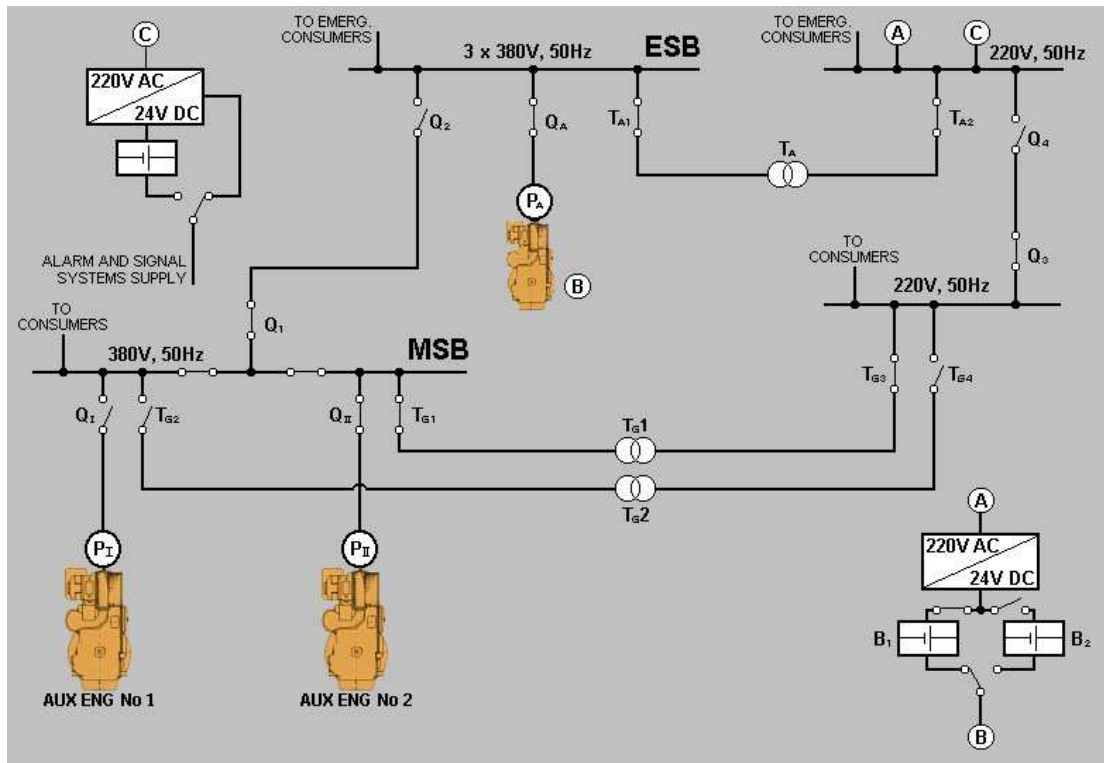 C
220V AC
24V DC
ALARM AND SIGNAL
SYSTEMS SUPPLY
TO EMERG.
CONSUMERS
3 x 380V, 50Hz
ESB
Q2
QA
TA1
TA
TA2
PA
B
TO EMERG.
CONSUMERS
A
C
220V, 50Hz
Q4
Q3
TO
CONSUMERS
220V, 50Hz
TG3
TG4
TO
CONSUMERS
380V, 50Hz
Q1
MSB
QI
TG2
QII
TG1
TG1
TG2
PI
PII
AUX ENG No 1
AUX ENG No 2
A
220V AC
24V DC
B1
B2
B